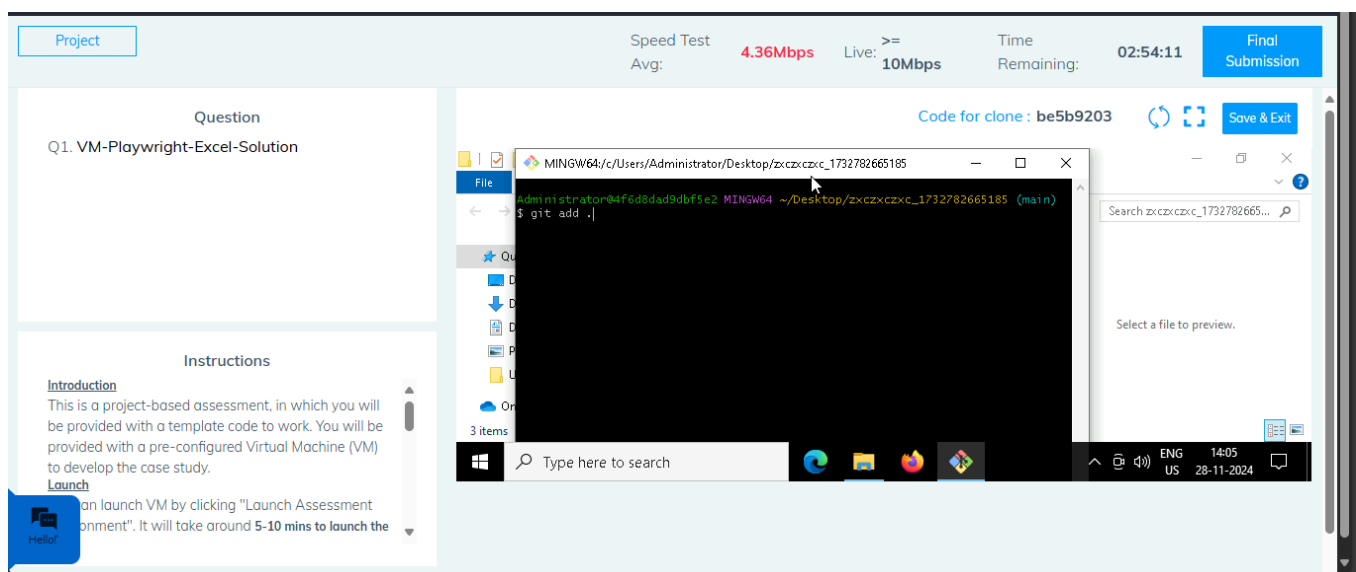 Project
Speed Test
Avg:
4.36Mbps
Live:
>=
10Mbps
Time
Remaining:
02:54:11
Final
Submission
Question
Q1. VM-Playwright-Excel-Solution
Instructions
Introduction
This is a project-based assessment, in which you will
be provided with a template code to work. You will be
provided with a pre-configured Virtual Machine (VM)
to develop the case study.
Launch
an launch VM by clicking "Launch Assessment
onment". It will take around 5-10 mins to launch the
Hello!
Code for clone : be5b9203
Save & Exit
MINGW64:/c/Users/Administrator/Desktop/zxczxczxc_1732782665185
File
Administrator@4f6d8dad9dbf5e2 MINGW64 ~/Desktop/zxczxczxc_1732782665185 (main)
$ git add .
Search zxczxczxc_1732782665...
Qu
D
D
D
P
U
On
Select a file to preview.
3 items
Type here to search
ENG
US
14:05
28-11-2024